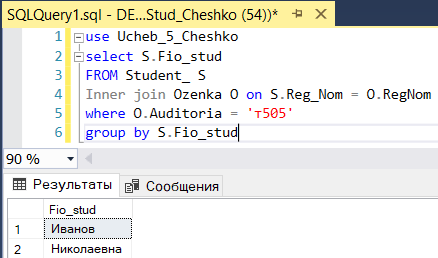 SQLQuery1.sql - DE...Stud_Cheshko (54))*
1 use Ucheb_5_Cheshko
2 select S.Fio_stud
3 FROM Student_ S
4 Inner join Ozenka O on S.Reg_Nom = O.RegNom
5 where O.Auditoria = 'т505'
6 group by S.Fio_stud
90 %
Результаты Сообщения
Fio_stud
1 Иванов
2 Николаевна